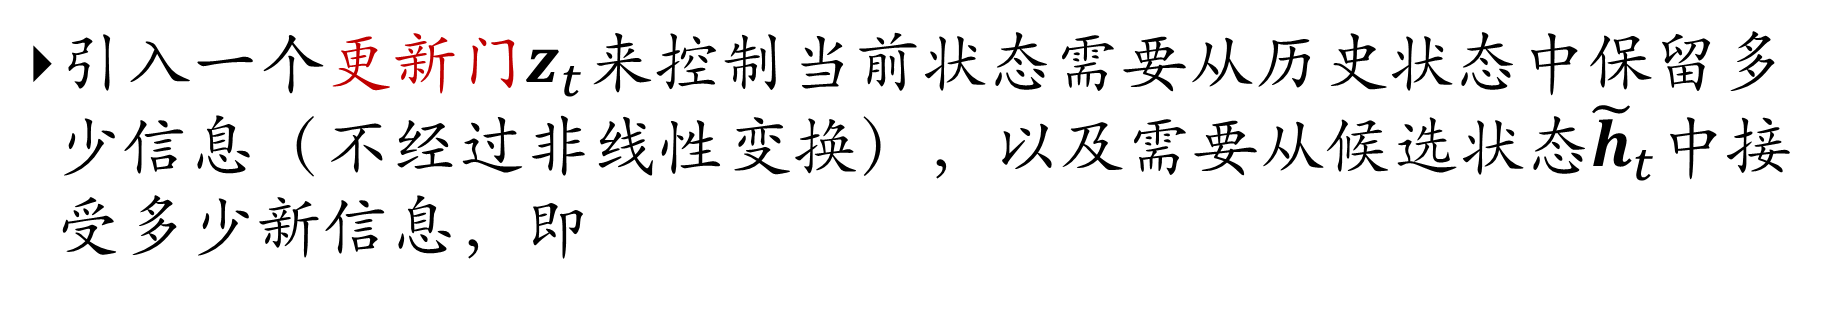 ▶引入一个更新门𝒛ₜ来控制当前状态需要从历史状态中保留多
少信息（不经过非线性变换），以及需要从候选状态𝒉̃ₜ中接
受多少新信息，即